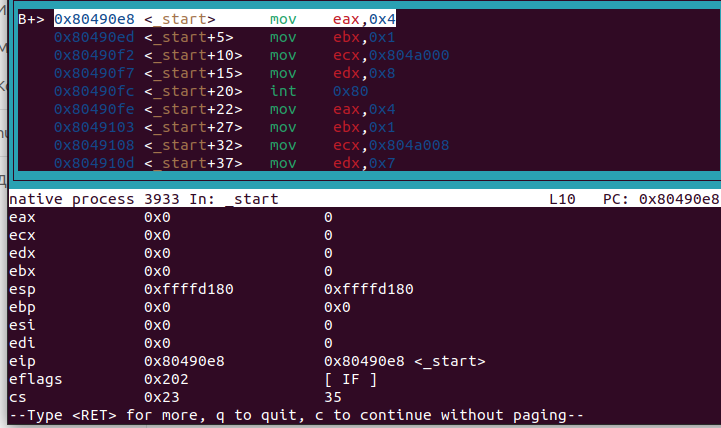 B+> 0x80490e8 <_start> mov eax,0x4
0x80490ed <_start+5> mov ebx,0x1
0x80490f2 <_start+10> mov ecx,0x804a000
0x80490f7 <_start+15> mov edx,0x8
0x80490fc <_start+20> int 0x80
0x80490fe <_start+22> mov eax,0x4
0x8049103 <_start+27> mov ebx,0x1
0x8049108 <_start+32> mov ecx,0x804a008
0x804910d <_start+37> mov edx,0x7
native process 3933 In: _start L10 PC: 0x80490e8
eax 0x0 0
ecx 0x0 0
edx 0x0 0
ebx 0x0 0
esp 0xffffd180 0xffffd180
ebp 0x0 0x0
esi 0x0 0
edi 0x0 0
eip 0x80490e8 0x80490e8 <_start>
eflags 0x202 [ IF ]
cs 0x23 35
--Type <RET> for more, q to quit, c to continue without paging--